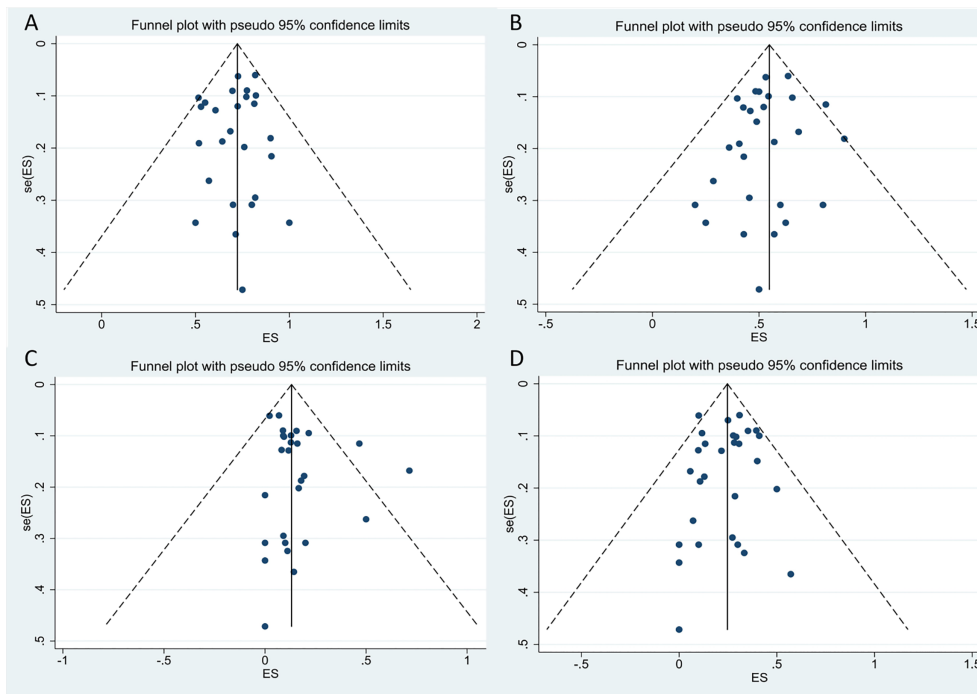 A
Funnel plot with pseudo 95% confidence limits
0
.1
.2
.3
.4
.5
se(ES)
0
.5
1
1.5
2
ES
B
Funnel plot with pseudo 95% confidence limits
0
.1
.2
.3
.4
.5
se(ES)
-.5
0
.5
1
1.5
ES
C
Funnel plot with pseudo 95% confidence limits
0
.1
.2
.3
.4
.5
se(ES)
-1
-.5
0
.5
1
ES
D
Funnel plot with pseudo 95% confidence limits
0
.1
.2
.3
.4
.5
se(ES)
-.5
0
.5
1
1.5
ES